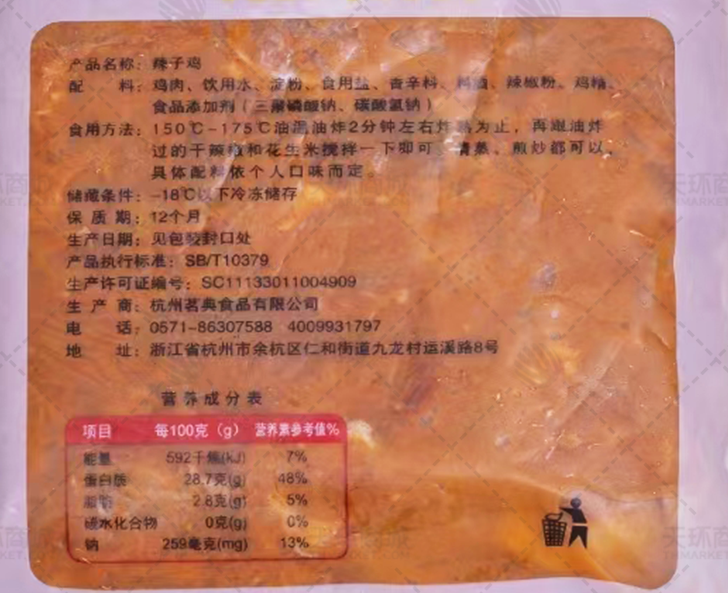 产品名称：辣子鸡
配 料：鸡肉、饮用水、淀粉、食用盐、香辛料、料酒、辣椒粉、鸡精、
食品添加剂（三聚磷酸钠、碳酸氢钠）
食用方法：150℃-175℃油温油炸2分钟左右炸熟为止，再跟油炸
过的干辣椒和花生米搅拌一下即可，清蒸、煎炒都可以，
具体配料依个人口味而定。
储藏条件：-18℃以下冷冻储存
保 质 期：12个月
生产日期：见包装封口处
产品执行标准：SB/T10379
生产许可证编号：SC11133011004909
生 产 商：杭州茗典食品有限公司
电 话：0571-86307588 4009931797
地 址：浙江省杭州市余杭区仁和街道九龙村运溪路8号
营养成分表
项目 每100克（g） 营养素参考值%
能量 592千焦(kJ) 7%
蛋白质 28.7克(g) 48%
脂肪 2.8克(g) 5%
碳水化合物 0克(g) 0%
钠 259毫克(mg) 13%